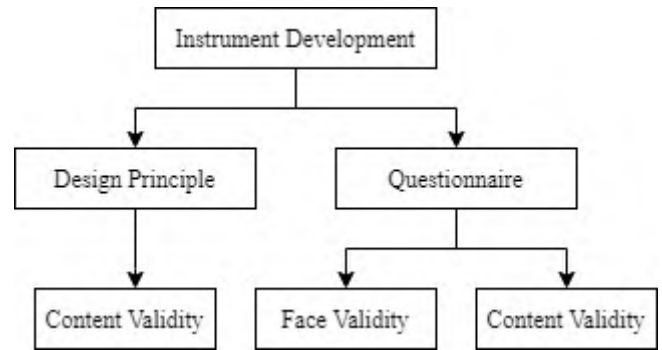 Instrument Development
Design Principle
Questionnaire
Content Validity
Face Validity
Content Validity